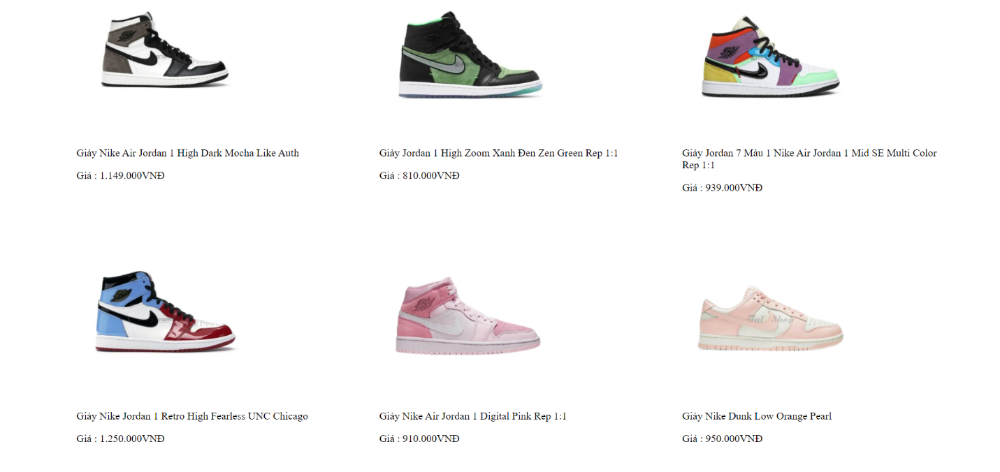 Giày Nike Air Jordan 1 High Dark Mocha Like Auth
Giá : 1.149.000VNĐ
Giày Jordan 1 High Zoom Xanh Đen Zen Green Rep 1:1
Giá : 810.000VNĐ
Giày Jordan 7 Màu 1 Nike Air Jordan 1 Mid SE Multi Color
Rep 1:1
Giá : 939.000VNĐ
Giày Nike Jordan 1 Retro High Fearless UNC Chicago
Giá : 1.250.000VNĐ
Giày Nike Air Jordan 1 Digital Pink Rep 1:1
Giá : 910.000VNĐ
Giày Nike Dunk Low Orange Pearl
Giá : 950.000VNĐ